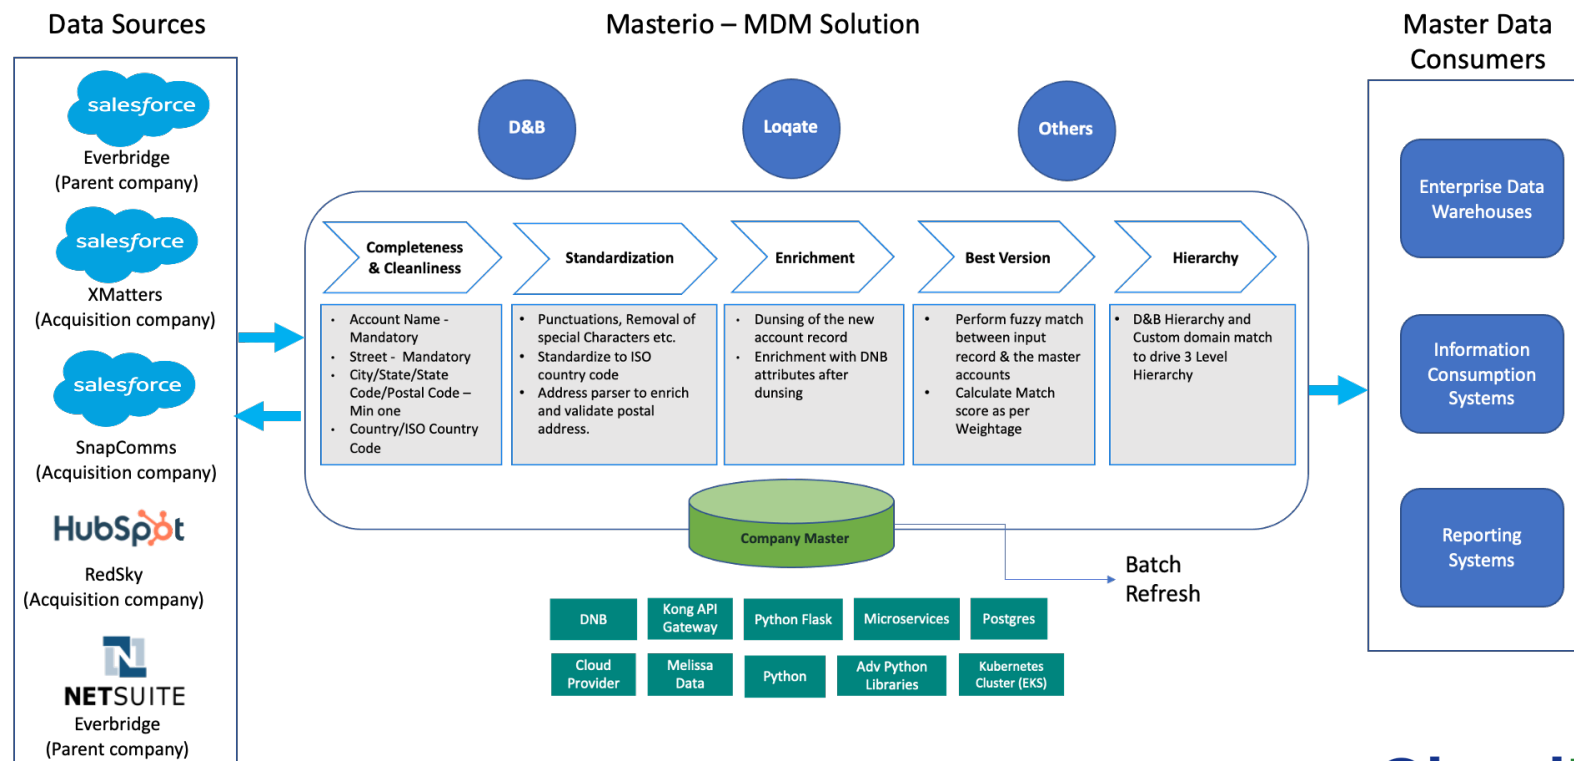 Data Sources
Masterio – MDM Solution
Master Data
Consumers
salesforce
Everbridge
(Parent company)
salesforce
XMatters
(Acquisition company)
salesforce
SnapComms
(Acquisition company)
HubSpot
RedSky
(Acquisition company)
NETSUITE
Everbridge
(Parent company)
D&B
Loqate
Others
Completeness
& Cleanliness
Standardization
Enrichment
Best Version
Hierarchy
• Account Name -
Mandatory
• Street - Mandatory
• City/State/State
Code/Postal Code –
Min one
• Country/ISO Country
Code
• Punctuations, Removal of
special Characters etc.
• Standardize to ISO
country code
• Address parser to enrich
and validate postal
address.
• Dunsing of the new
account record
• Enrichment with DNB
attributes after
dunsing
• Perform fuzzy match
between input
record & the master
accounts
• Calculate Match
score as per
Weightage
• D&B Hierarchy and
Custom domain match
to drive 3 Level
Hierarchy
Company Master
Batch
Refresh
DNB
Kong API
Gateway
Python Flask
Microservices
Postgres
Cloud
Provider
Melissa
Data
Python
Adv Python
Libraries
Kubernetes
Cluster (EKS)
Enterprise Data
Warehouses
Information
Consumption
Systems
Reporting
Systems